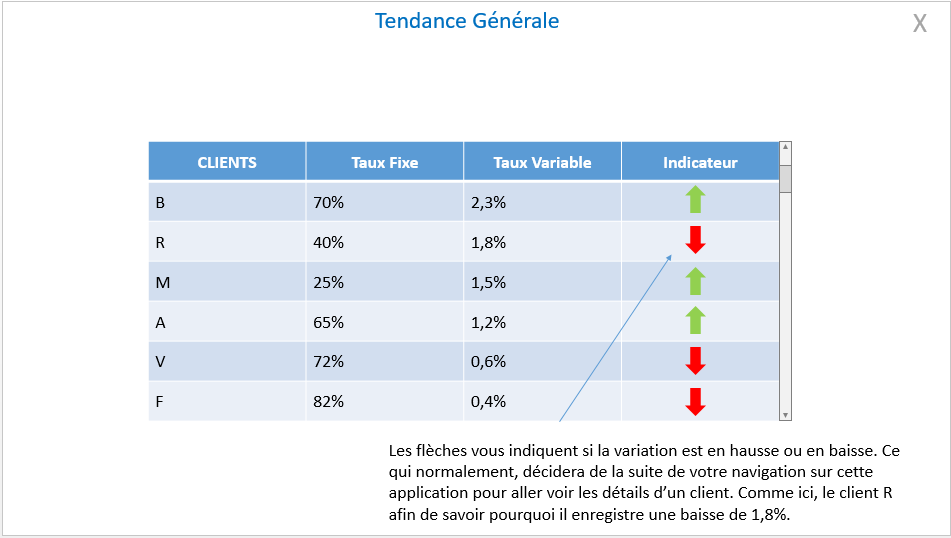 Tendance Générale
X
CLIENTS Taux Fixe Taux Variable Indicateur
B 70% 2,3%
R 40% 1,8%
M 25% 1,5%
A 65% 1,2%
V 72% 0,6%
F 82% 0,4%
Les flèches vous indiquent si la variation est en hausse ou en baisse. Ce
qui normalement, décidera de la suite de votre navigation sur cette
application pour aller voir les détails d’un client. Comme ici, le client R
afin de savoir pourquoi il enregistre une baisse de 1,8%.